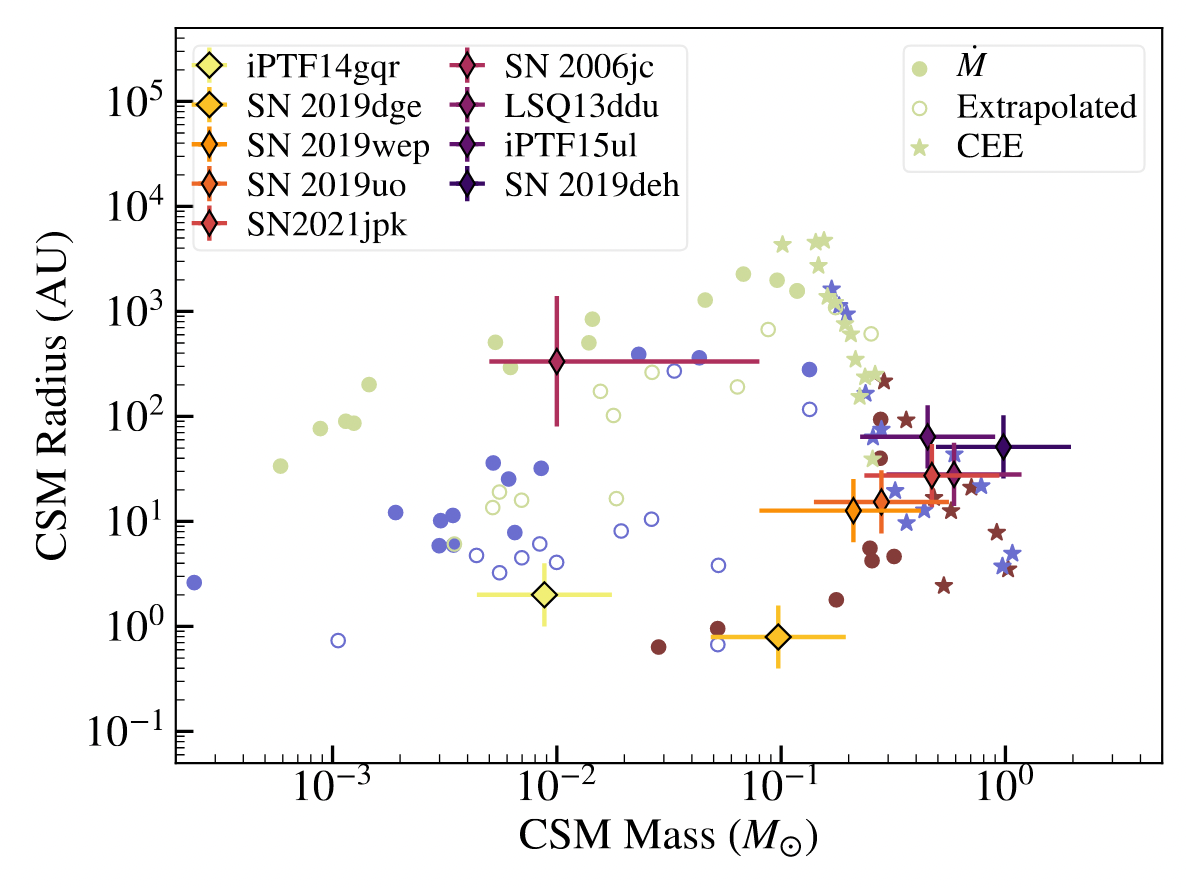 iPTF14gqr
SN 2019dge
SN 2019wep
SN 2019uo
SN2021jpk
SN 2006jc
LSQ13ddu
iPTF15ul
SN 2019deh
Ṁ
Extrapolated
CEE
CSM Radius (AU)
10⁵
10⁴
10³
10²
10¹
10⁰
10⁻¹
10⁻³
10⁻²
10⁻¹
10⁰
CSM Mass (M☉)